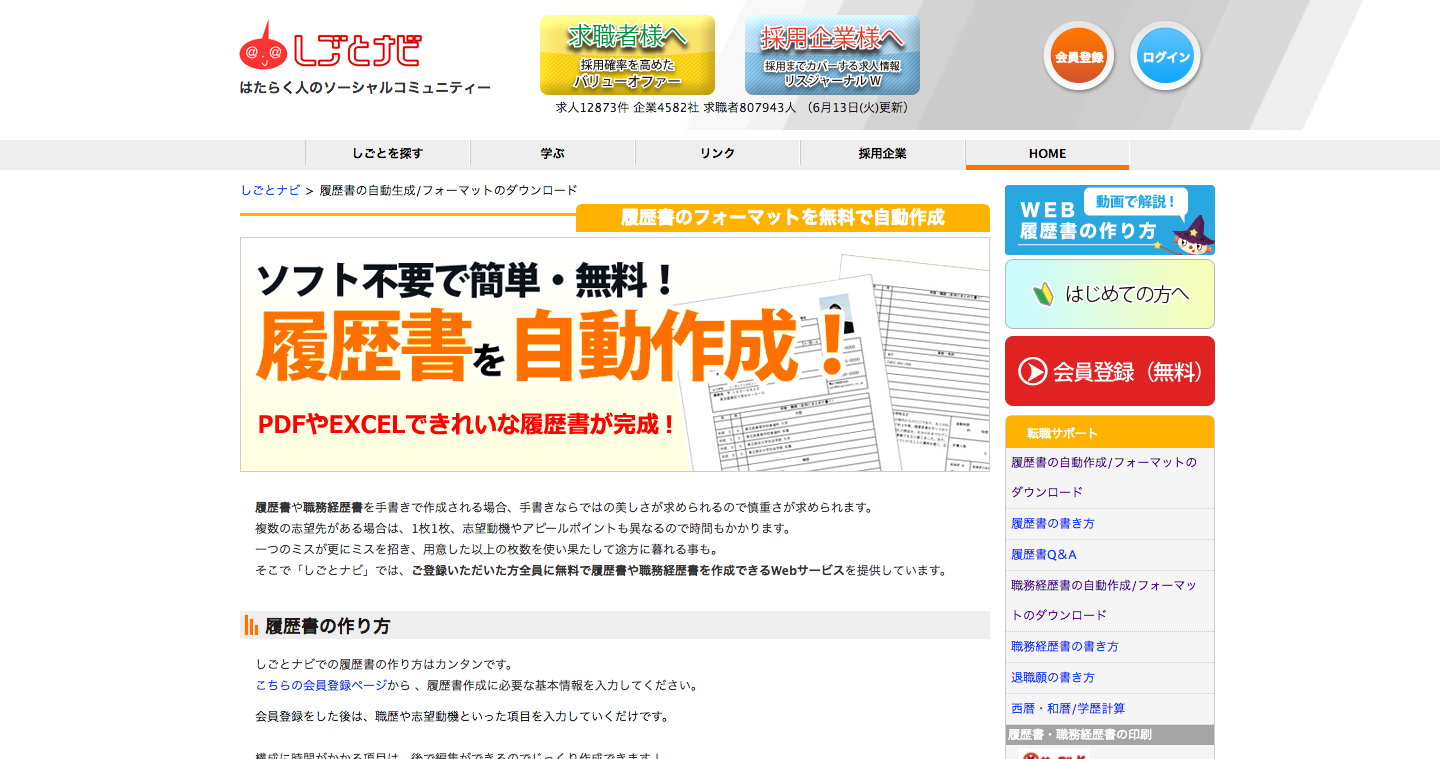 @.@ しごとナビ
はたらく人のソーシャルコミュニティー
求職者様へ
採用確率を高めた
バリューオファー
採用企業様へ
採用までカバーする求人情報
リスジャーナルW
求人12873件 企業4582社 求職者807943人 （6月13日(火)更新）
会員登録
ログイン
しごとを探す
学ぶ
リンク
採用企業
HOME
しごとナビ > 履歴書の自動生成/フォーマットのダウンロード
履歴書のフォーマットを無料で自動作成
ソフト不要で簡単・無料！
履歴書を自動作成！
PDFやEXCELできれいな履歴書が完成！
履歴書や職務経歴書を手書きで作成される場合、手書きならではの美しさが求められるので慎重さが求められます。
複数の志望先がある場合は、1枚1枚、志望動機やアピールポイントも異なるので時間もかかります。
一つのミスが更にミスを招き、用意した以上の枚数を使い果たして途方に暮れる事も。
そこで「しごとナビ」では、ご登録いただいた方全員に無料で履歴書や職務経歴書を作成できるWebサービスを提供しています。
履歴書の作り方
しごとナビでの履歴書の作り方はカンタンです。
こちらの会員登録ページから 、履歴書作成に必要な基本情報を入力してください。
会員登録をした後は、職歴や志望動機といった項目を入力していくだけです。
構成に時間がかかる項目は、後で編集ができるのでじっくり作成できます！
動画で解説！
WEB
履歴書の作り方
はじめての方へ
会員登録（無料）
転職サポート
履歴書の自動作成/フォーマットの
ダウンロード
履歴書の書き方
履歴書Q&A
職務経歴書の自動作成/フォーマッ
トのダウンロード
職務経歴書の書き方
退職願の書き方
西暦・和暦/学歴計算
履歴書・職務経歴書の印刷